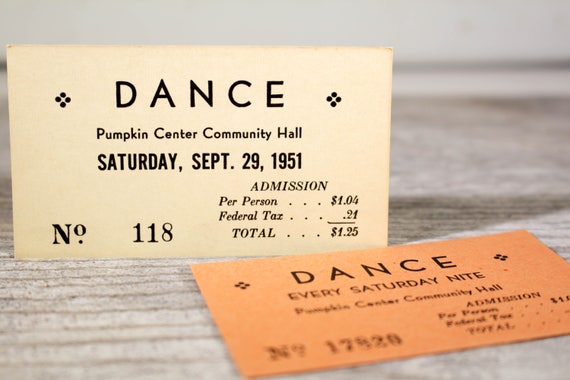 DANCE
Pumpkin Center Community Hall
SATURDAY, SEPT. 29, 1951
ADMISSION
Per Person . . . $1.04
Federal Tax . . . .21
TOTAL . . . $1.25
No. 118
DANCE
EVERY SATURDAY NITE
Pumpkin Center Community Hall
ADMISSION
Per Person
Federal Tax
TOTAL
No. 17820